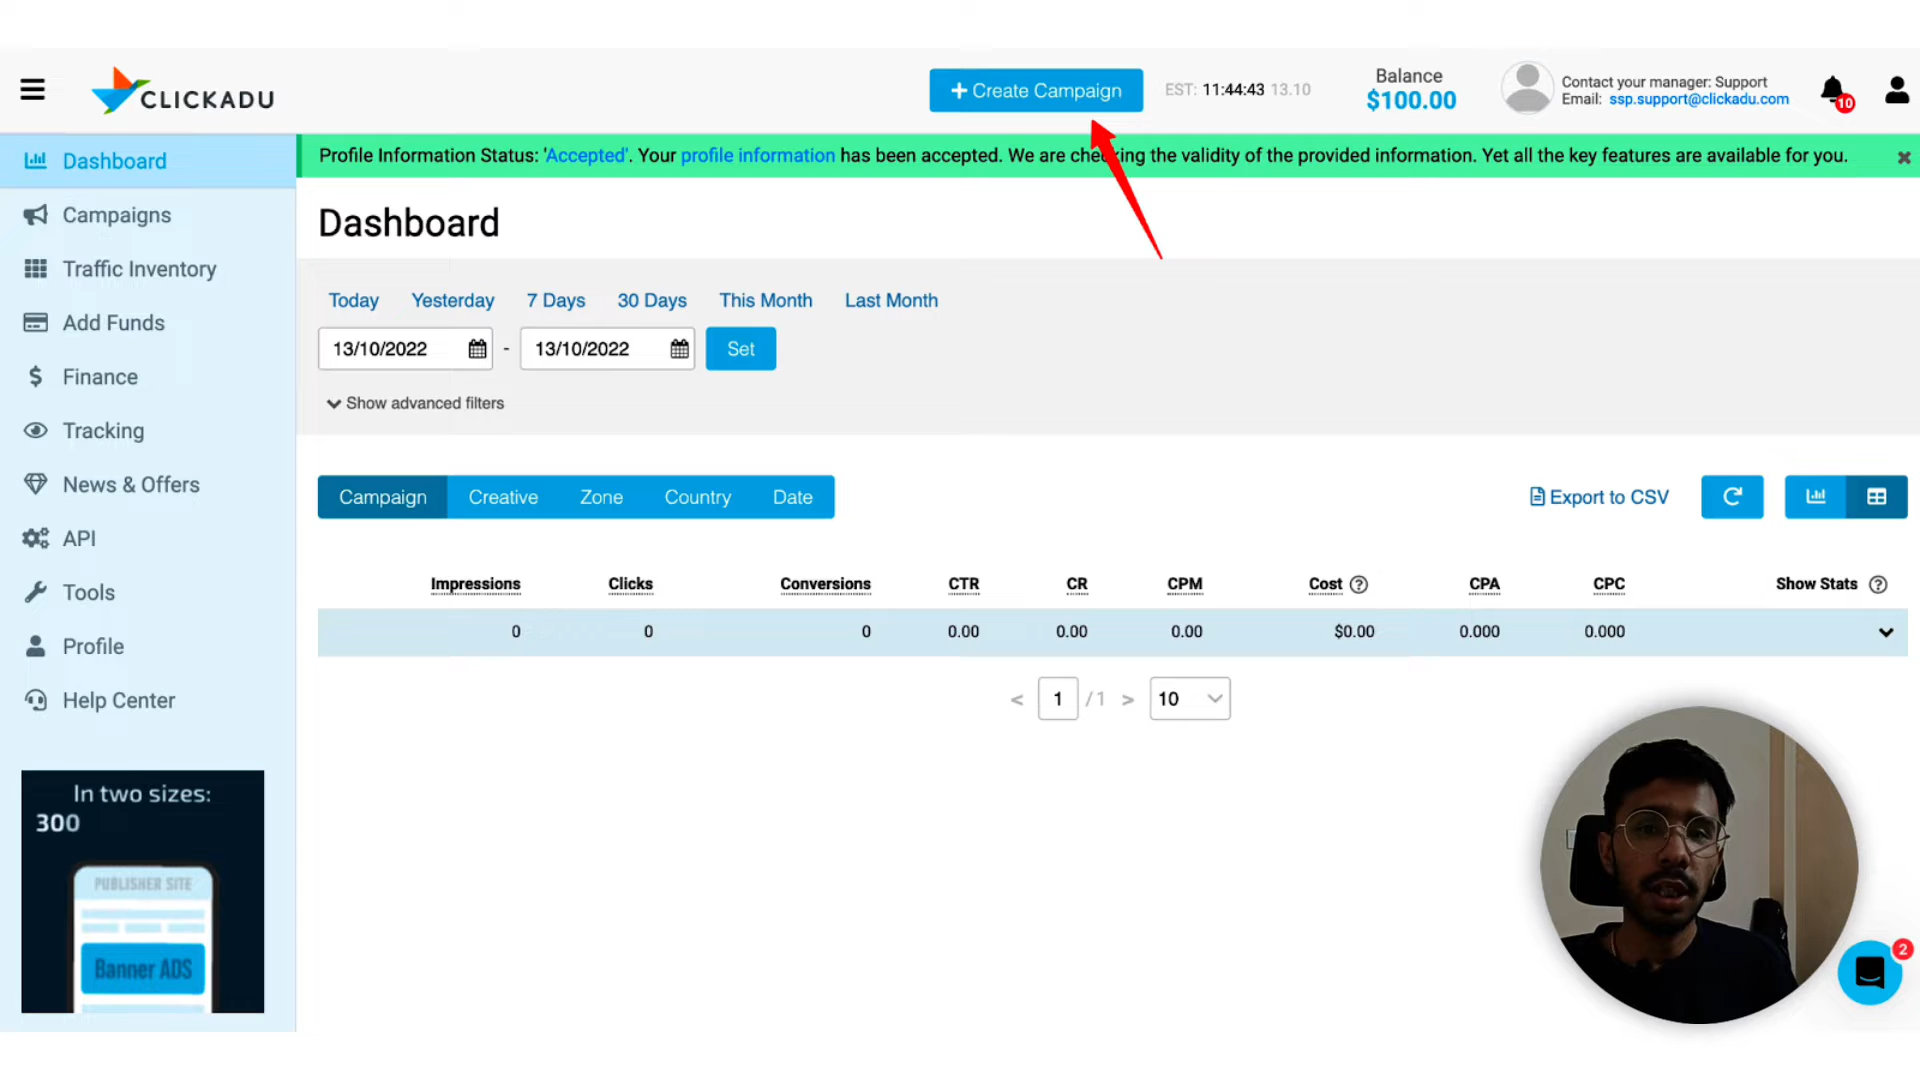 CLICKADU
+ Create Campaign
EST: 11:44:43 13.10
Balance
$100.00
Contact your manager: Support
Email: ssp.support@clickadu.com
10
Profile Information Status: 'Accepted'. Your profile information has been accepted. We are checking the validity of the provided information. Yet all the key features are available for you.
Dashboard
Campaigns
Traffic Inventory
Add Funds
Finance
Tracking
News & Offers
API
Tools
Profile
Help Center
In two sizes:
300
PUBLISHER SITE
Banner ADS
Dashboard
Today Yesterday 7 Days 30 Days This Month Last Month
13/10/2022 - 13/10/2022 Set
Show advanced filters
Campaign Creative Zone Country Date
Export to CSV
Impressions Clicks Conversions CTR CR CPM Cost ? CPA CPC Show Stats ?
0 0 0 0.00 0.00 0.00 $0.00 0.000 0.000
< 1 / 1 > 10
2